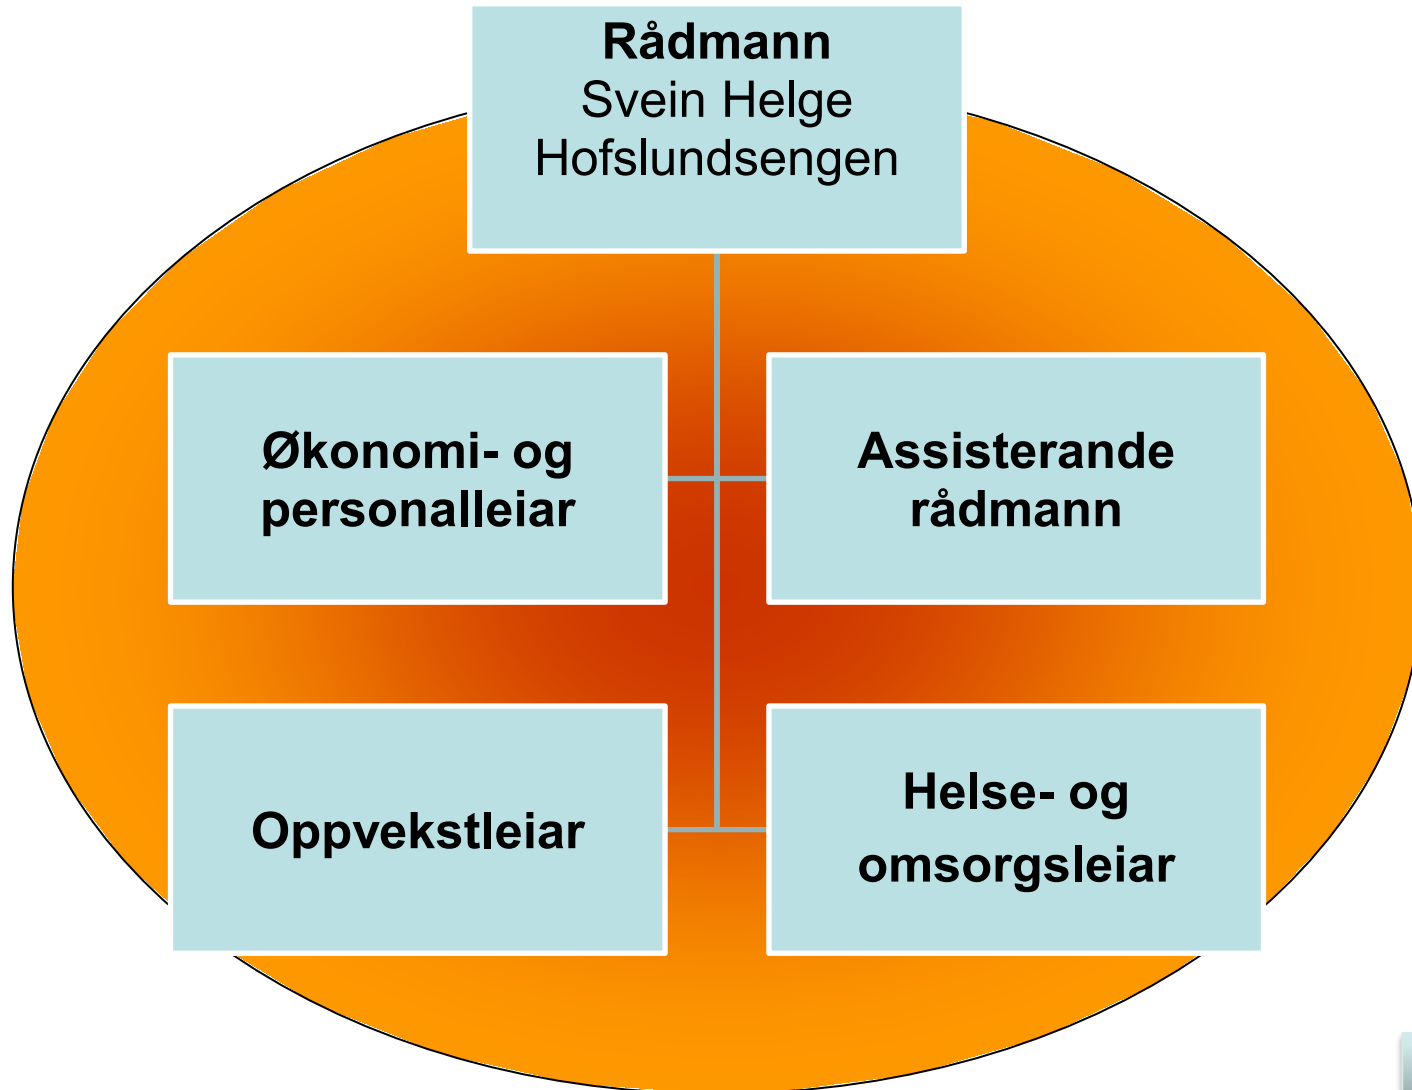 Rådmann
Svein Helge
Hofslundsengen
Økonomi- og
personalleiar
Assisterande
rådmann
Oppvekstleiar
Helse- og
omsorgsleiar